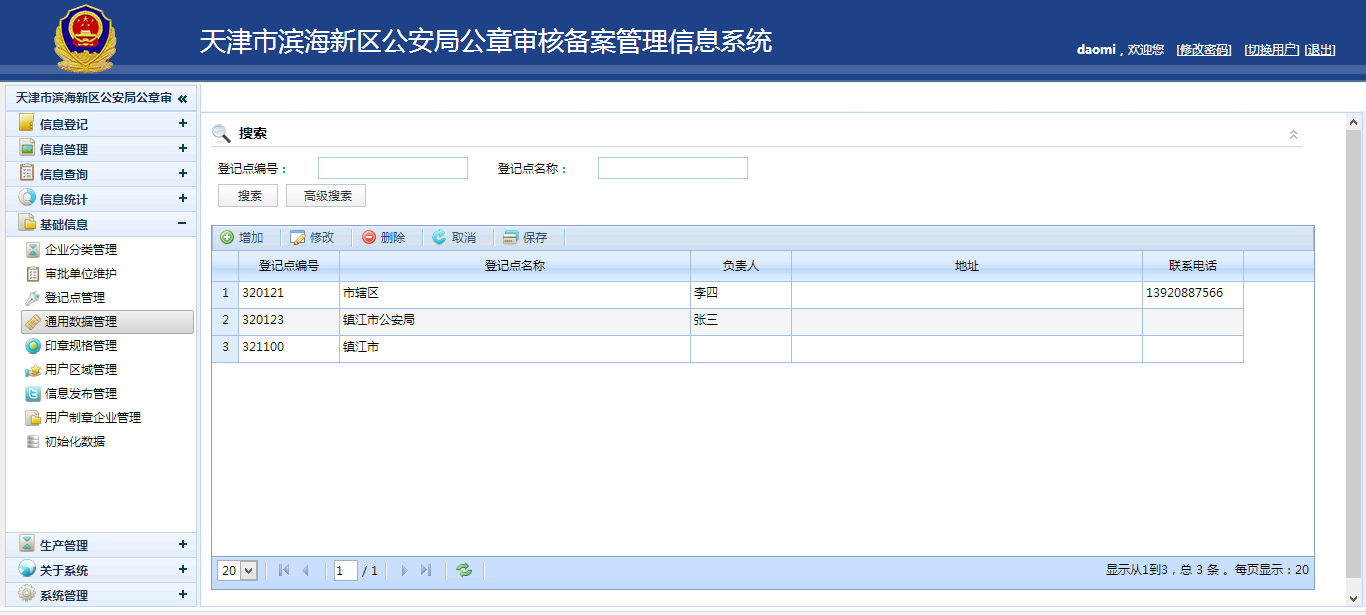 天津市滨海新区公安局公章审核备案管理信息系统
daomi，欢迎您 [修改密码] [切换用户] [退出]
天津市滨海新区公安局公章审 «
信息登记 +
信息管理 +
信息查询 +
信息统计 +
基础信息 −
企业分类管理
审批单位维护
登记点管理
通用数据管理
印章规格管理
用户区域管理
信息发布管理
用户制章企业管理
初始化数据
生产管理 +
关于系统 +
系统管理 +
搜索
登记点编号： 登记点名称：
搜索 高级搜索
增加 修改 删除 取消 保存
登记点编号 登记点名称 负责人 地址 联系电话
1 320121 市辖区 李四 13920887566
2 320123 镇江市公安局 张三
3 321100 镇江市
20 1 / 1 显示从1到3，总 3 条 。每页显示：20